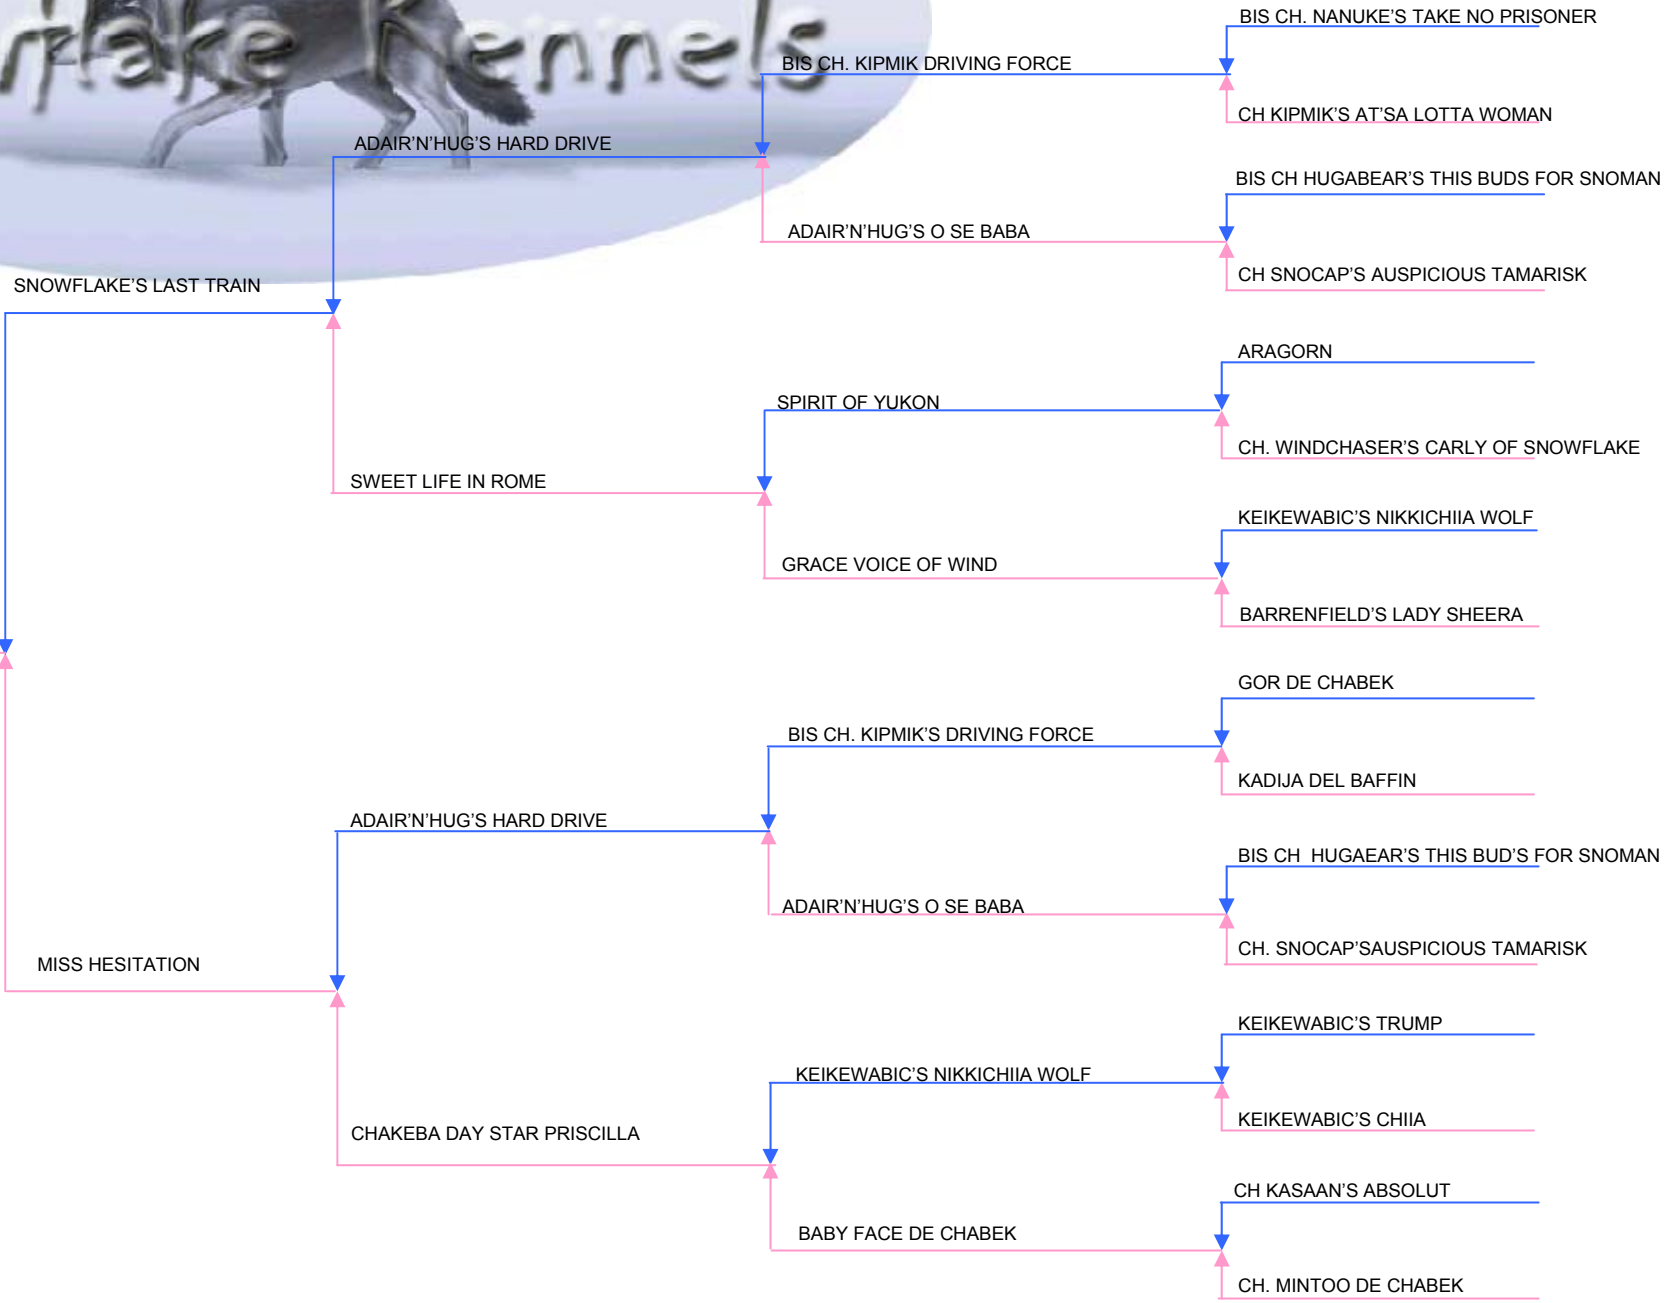 Kennels
BIS CH. NANUKE’S TAKE NO PRISONER
BIS CH. KIPMIK DRIVING FORCE
CH KIPMIK’S AT’SA LOTTA WOMAN
ADAIR’N’HUG’S HARD DRIVE
BIS CH HUGABEAR’S THIS BUDS FOR SNOMAN
ADAIR’N’HUG’S O SE BABA
CH SNOCAP’S AUSPICIOUS TAMARISK
SNOWFLAKE’S LAST TRAIN
ARAGORN
SPIRIT OF YUKON
CH. WINDCHASER’S CARLY OF SNOWFLAKE
SWEET LIFE IN ROME
KEIKEWABIC’S NIKKICHIIA WOLF
GRACE VOICE OF WIND
BARRENFIELD’S LADY SHEERA
GOR DE CHABEK
BIS CH. KIPMIK’S DRIVING FORCE
KADIJA DEL BAFFIN
ADAIR’N’HUG’S HARD DRIVE
BIS CH HUGAEAR’S THIS BUD’S FOR SNOMAN
ADAIR’N’HUG’S O SE BABA
CH. SNOCAP’SAUSPICIOUS TAMARISK
MISS HESITATION
KEIKEWABIC’S TRUMP
KEIKEWABIC’S NIKKICHIIA WOLF
KEIKEWABIC’S CHIIA
CHAKEBA DAY STAR PRISCILLA
CH KASAAN’S ABSOLUT
BABY FACE DE CHABEK
CH. MINTOO DE CHABEK